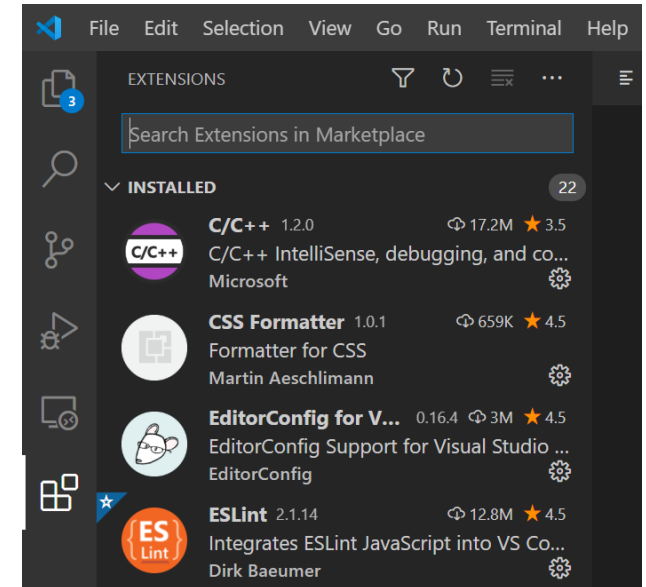 File Edit Selection View Go Run Terminal Help
EXTENSIONS
3
Search Extensions in Marketplace
INSTALLED 22
C/C++ 1.2.0 17.2M 3.5
C/C++
C/C++ IntelliSense, debugging, and co...
Microsoft
CSS Formatter 1.0.1 659K 4.5
Formatter for CSS
Martin Aeschlimann
EditorConfig for V... 0.16.4 3M 4.5
EditorConfig Support for Visual Studio ...
EditorConfig
ESLint 2.1.14 12.8M 4.5
{ES
Lint}
Integrates ESLint JavaScript into VS Co...
Dirk Baeumer